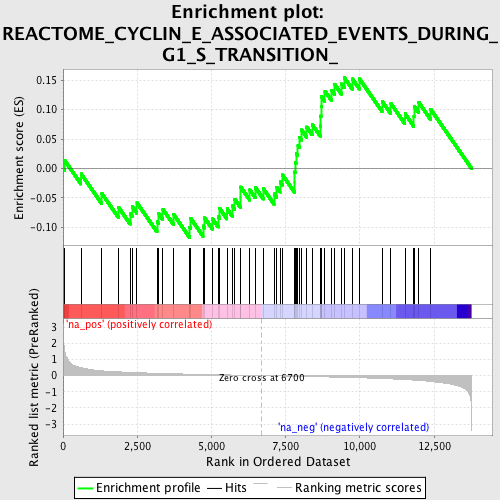 Enrichment plot:
REACTOME_CYCLIN_E_ASSOCIATED_EVENTS_DURING_
G1_S_TRANSITION_
Enrichment score (ES)
0.15
0.10
0.05
0.00
-0.05
-0.10
'na_pos' (positively correlated)
Ranked list metric (PreRanked)
3
2
1
0
-1
-2
-3
Zero cross at 6700
'na_neg' (negatively correlated)
0
2,500
5,000
7,500
10,000
12,500
Rank in Ordered Dataset
Enrichment profile
Hits
Ranking metric scores